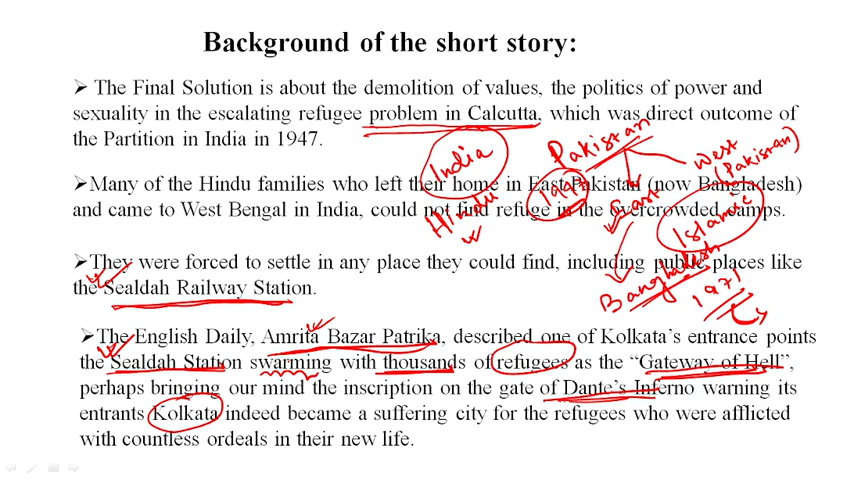 Background of the short story:
➢ The Final Solution is about the demolition of values, the politics of power and
sexuality in the escalating refugee problem in Calcutta, which was direct outcome of
the Partition in India in 1947.
India
Pakistan
West
(Pakistan)
➢ Many of the Hindu families who left their home in East Pakistan (now Bangladesh)
1947
East
and came to West Bengal in India, could not find refuge in the overcrowded camps.
Hindu
Islamic
➢ They were forced to settle in any place they could find, including public places like
the Sealdah Railway Station.
Bangladesh
1971
➢ The English Daily, Amrita Bazar Patrika, described one of Kolkata's entrance points
the Sealdah Station swarming with thousands of refugees as the “Gateway of Hell”,
perhaps bringing our mind the inscription on the gate of Dante's Inferno warning its
entrants Kolkata indeed became a suffering city for the refugees who were afflicted
with countless ordeals in their new life.